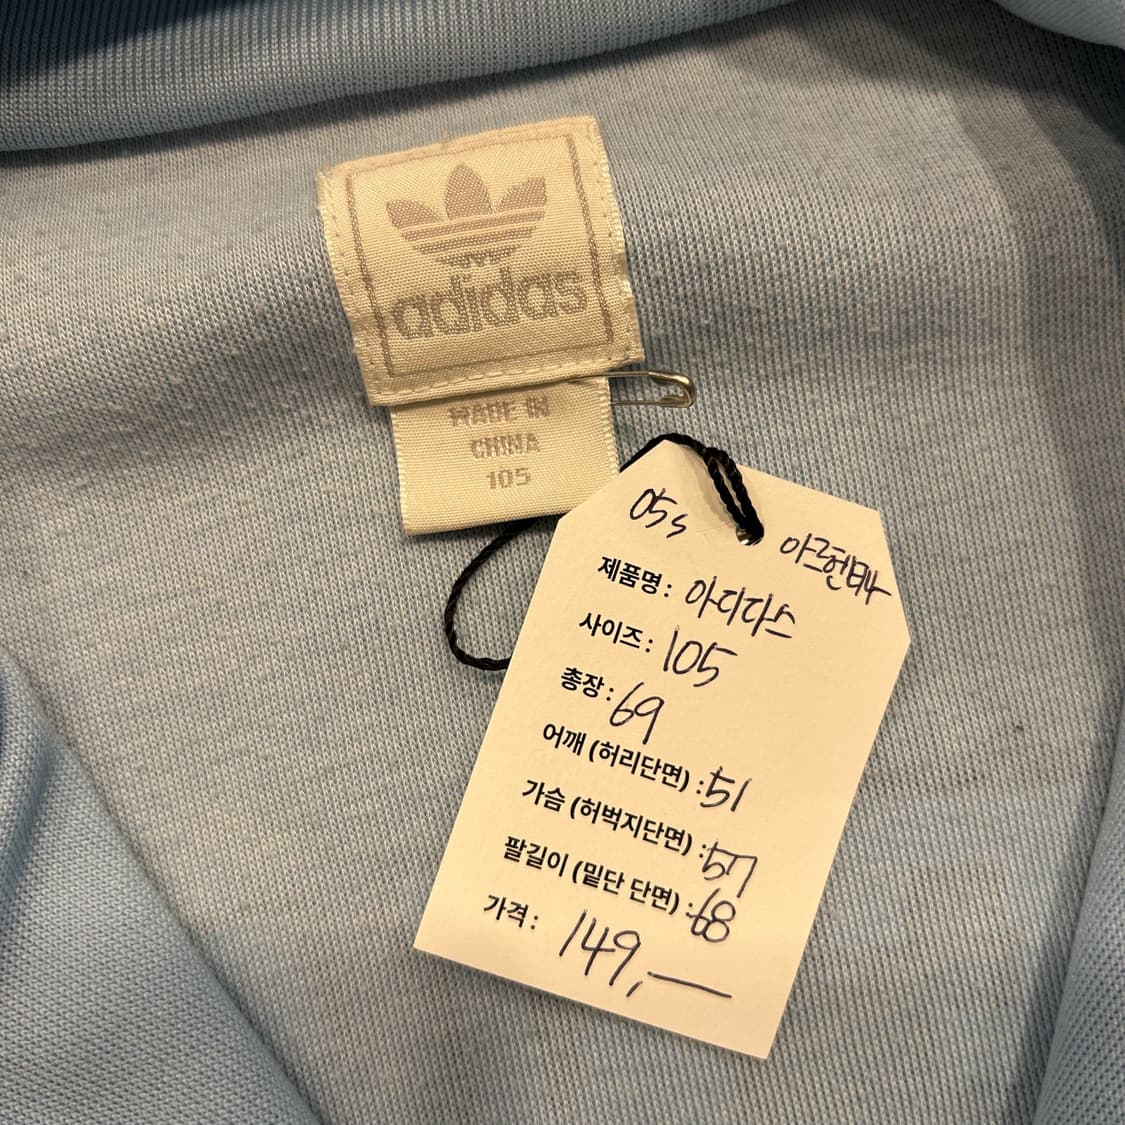 adidas
MADE IN
CHINA
105
05s 아르헨티나
제품명: 아디다스
사이즈: 105
총장: 69
어깨 (허리단면) :51
가슴 (허벅지단면) :57
팔길이 (밑단 단면) :68
가격: 149,—